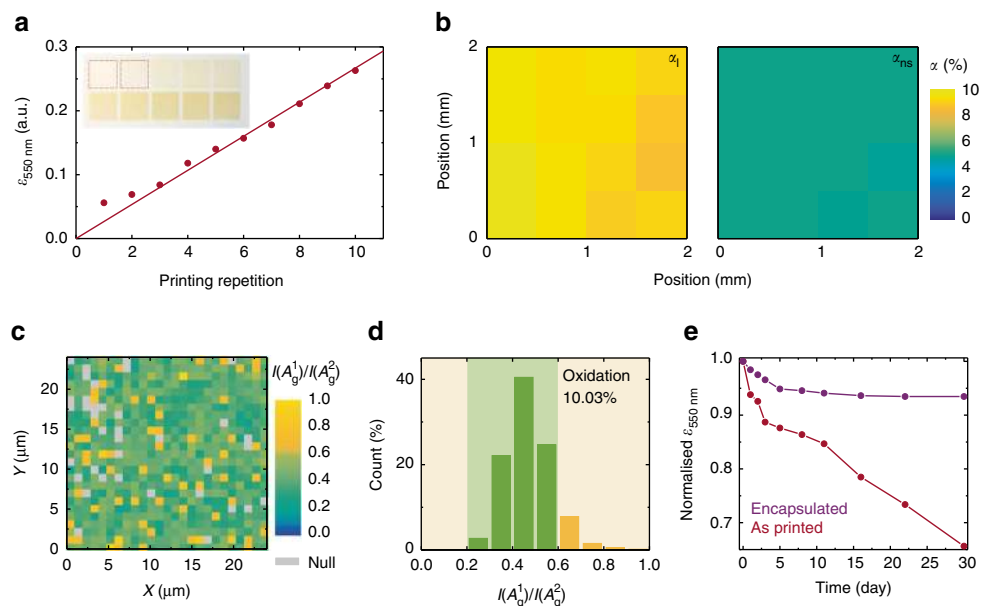 a
0.3
0.2
0.1
0.0
0 2 4 6 8 10
ε550 nm (a.u.)
Printing repetition
b
2
1
0
0 1 2
Position (mm)
αl
αns
0 1 2
Position (mm)
α (%)
10
8
6
4
2
0
c
20
15
10
5
0
0 5 10 15 20
Y (μm)
X (μm)
I(A1g)/I(A2g)
1.0
0.8
0.6
0.4
0.2
0.0
Null
d
40
20
0
0.0 0.2 0.4 0.6 0.8 1.0
Count (%)
Oxidation
10.03%
I(A1g)/I(A2g)
e
1.0
0.9
0.8
0.7
0 5 10 15 20 25 30
Normalised ε550 nm
Encapsulated
As printed
Time (day)